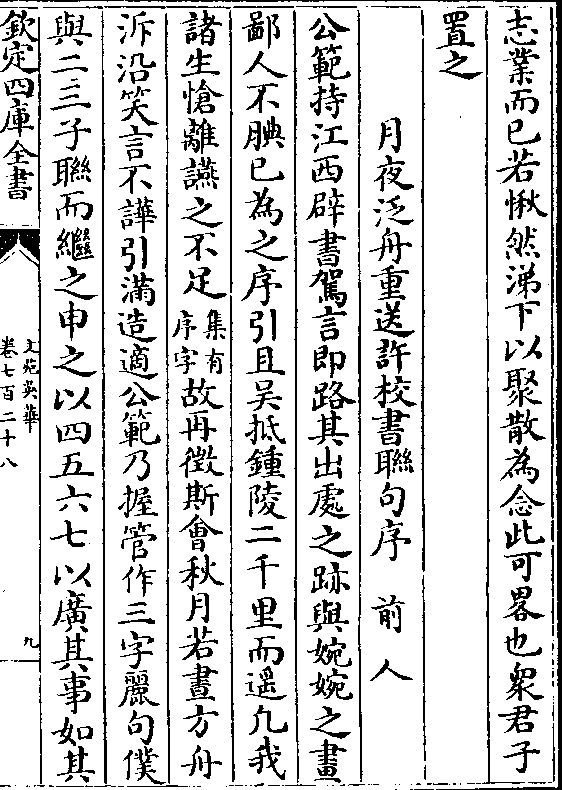 志業而已若愀然涕下以聚散為念此可畧也衆君子
置之
月夜泛舟重送許校書聯句序　前人
公範持江西辟書駕言即路其出處之跡與婉婉之畫
鄙人不腆已為之序引且吴抵鍾陵二千里而遥凢我
諸生愴離讌之不足集有序字故再徴斯會秋月若晝方舟
泝沿笑言不譁引滿造適公範乃握管作三字麗句僕
與二三子聯而繼之申之以四五六七以廣其事如其
欽定四庫全書
文苑英華
卷七百二十八
九